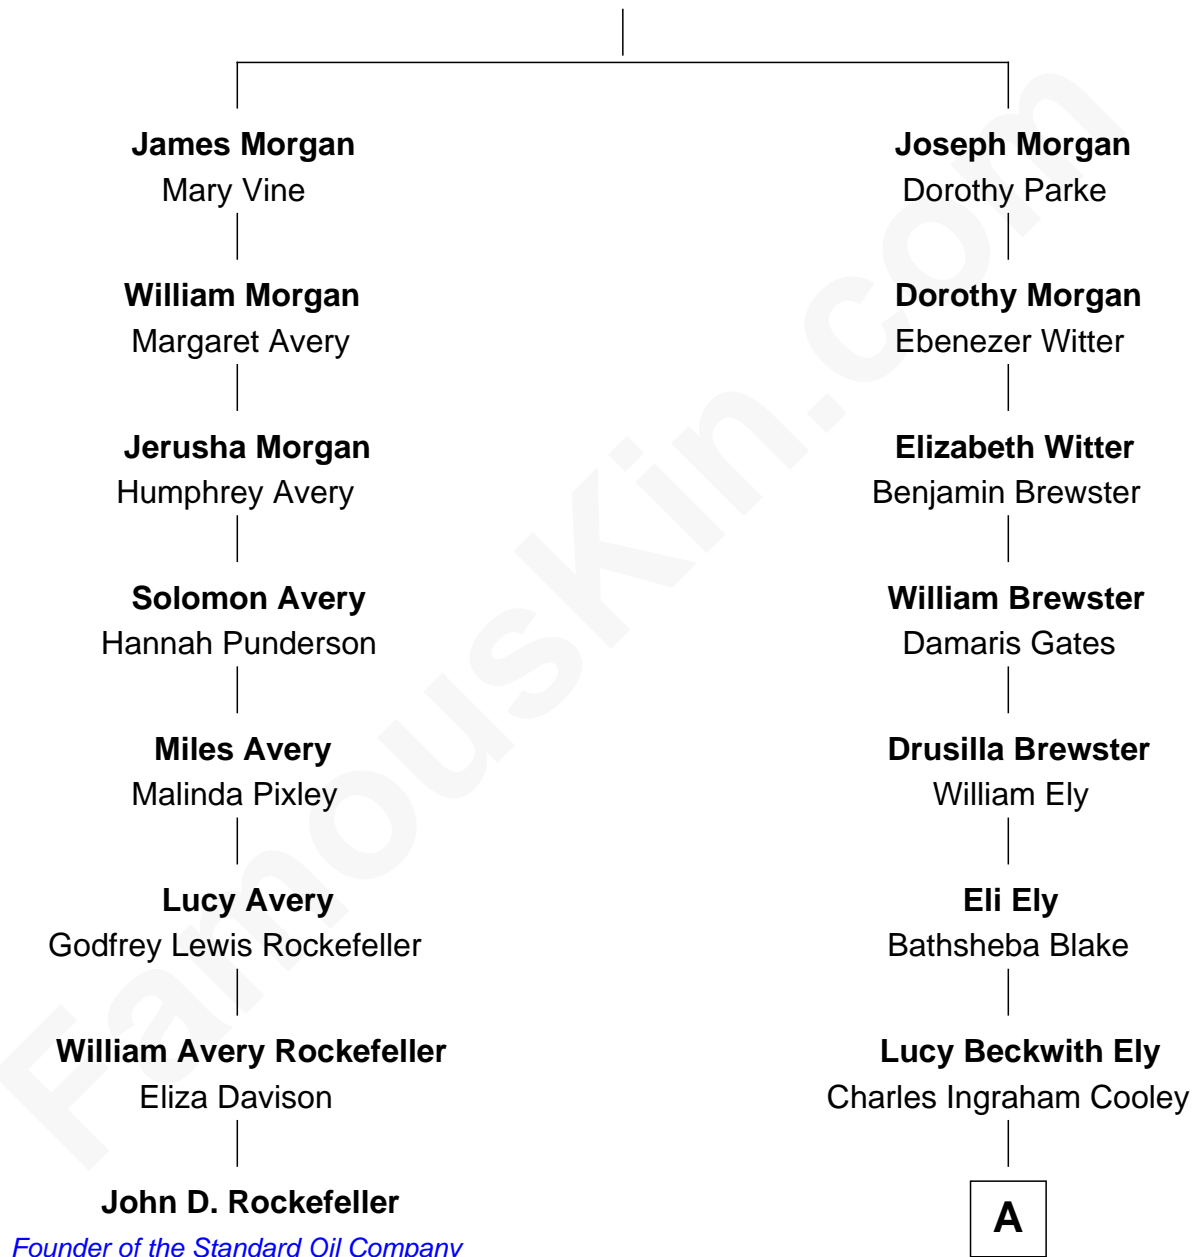 James Morgan
Mary Vine
William Morgan
Margaret Avery
Jerusha Morgan
Humphrey Avery
Solomon Avery
Hannah Punderson
Miles Avery
Malinda Pixley
Lucy Avery
Godfrey Lewis Rockefeller
William Avery Rockefeller
Eliza Davison
John D. Rockefeller
Founder of the Standard Oil Company
Joseph Morgan
Dorothy Parke
Dorothy Morgan
Ebenezer Witter
Elizabeth Witter
Benjamin Brewster
William Brewster
Damaris Gates
Drusilla Brewster
William Ely
Eli Ely
Bathsheba Blake
Lucy Beckwith Ely
Charles Ingraham Cooley
A
FamousKin.com